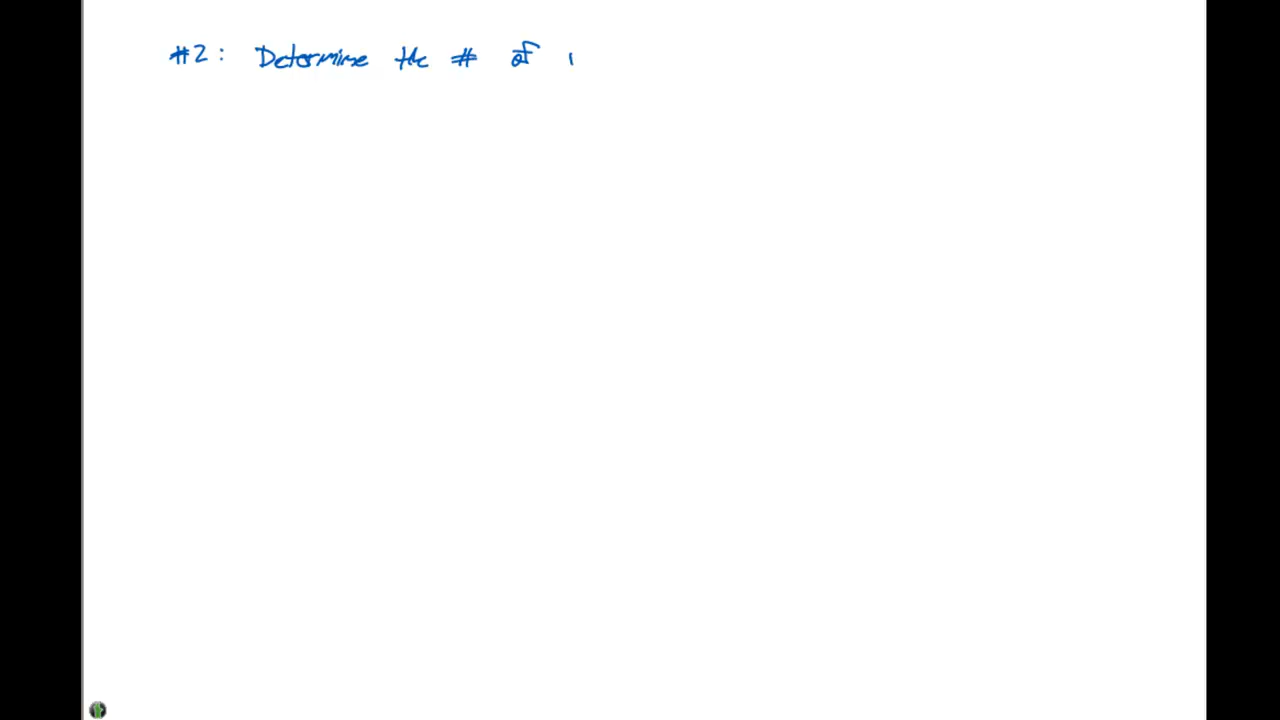 #2: Determine the # of